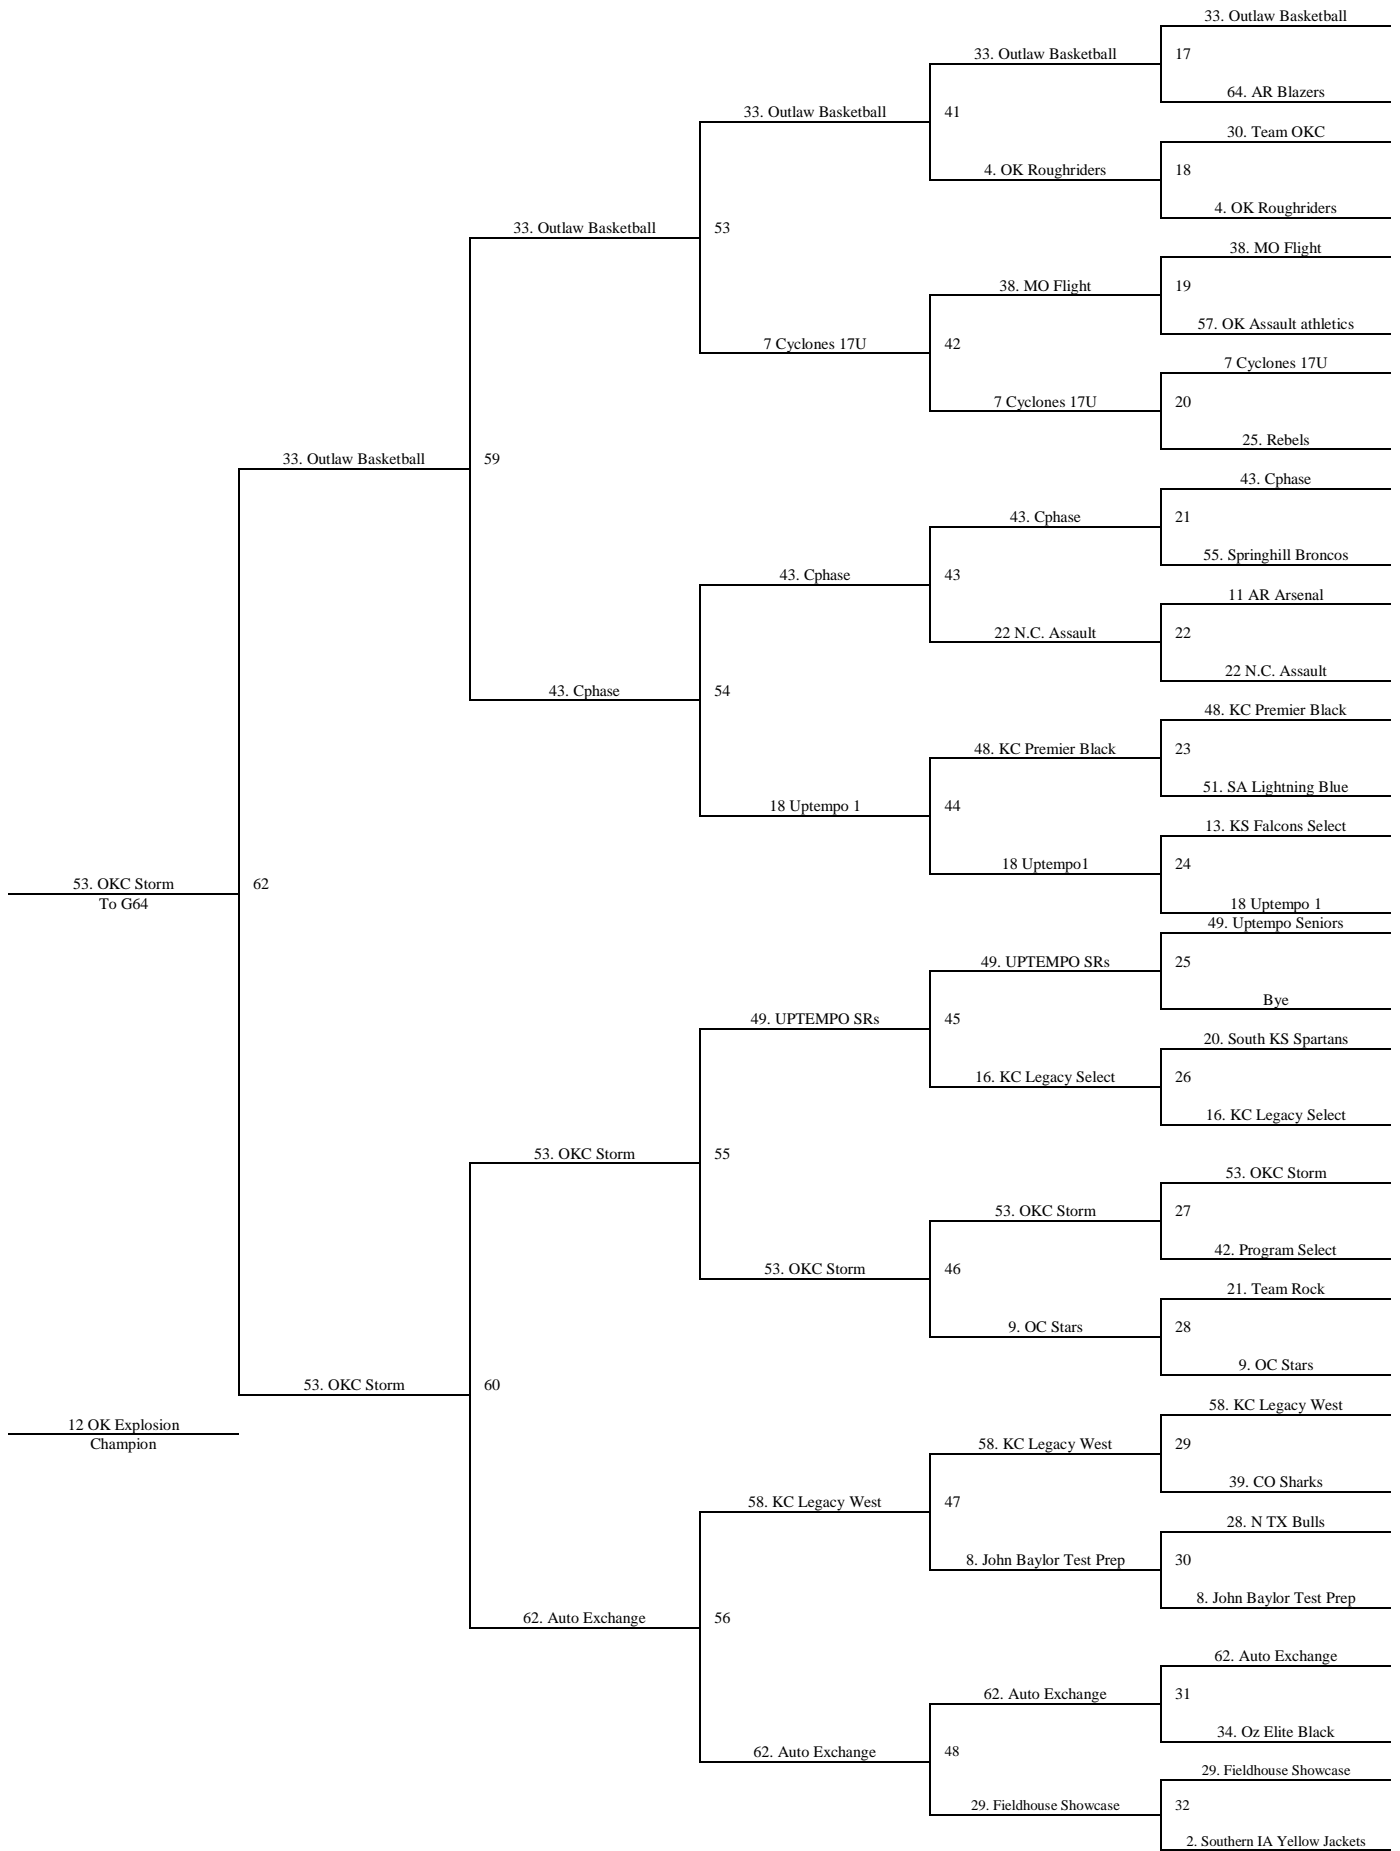 33. Outlaw Basketball
33. Outlaw Basketball
17
64. AR Blazers
33. Outlaw Basketball
41
30. Team OKC
4. OK Roughriders
18
4. OK Roughriders
33. Outlaw Basketball
53
38. MO Flight
38. MO Flight
19
57. OK Assault athletics
7 Cyclones 17U
42
7 Cyclones 17U
7 Cyclones 17U
20
25. Rebels
33. Outlaw Basketball
59
43. Cphase
43. Cphase
21
55. Springhill Broncos
43. Cphase
43
11 AR Arsenal
22 N.C. Assault
22
22 N.C. Assault
43. Cphase
54
48. KC Premier Black
48. KC Premier Black
23
51. SA Lightning Blue
18 Uptempo 1
44
13. KS Falcons Select
18 Uptempo1
24
18 Uptempo 1
53. OKC Storm
To G64
62
49. Uptempo Seniors
49. UPTEMPO SRs
25
Bye
49. UPTEMPO SRs
45
20. South KS Spartans
16. KC Legacy Select
26
16. KC Legacy Select
53. OKC Storm
55
53. OKC Storm
53. OKC Storm
27
42. Program Select
53. OKC Storm
46
21. Team Rock
9. OC Stars
28
9. OC Stars
53. OKC Storm
60
12 OK Explosion
Champion
58. KC Legacy West
58. KC Legacy West
29
39. CO Sharks
58. KC Legacy West
47
28. N TX Bulls
8. John Baylor Test Prep
30
8. John Baylor Test Prep
62. Auto Exchange
56
62. Auto Exchange
62. Auto Exchange
31
34. Oz Elite Black
62. Auto Exchange
48
29. Fieldhouse Showcase
29. Fieldhouse Showcase
32
2. Southern IA Yellow Jackets